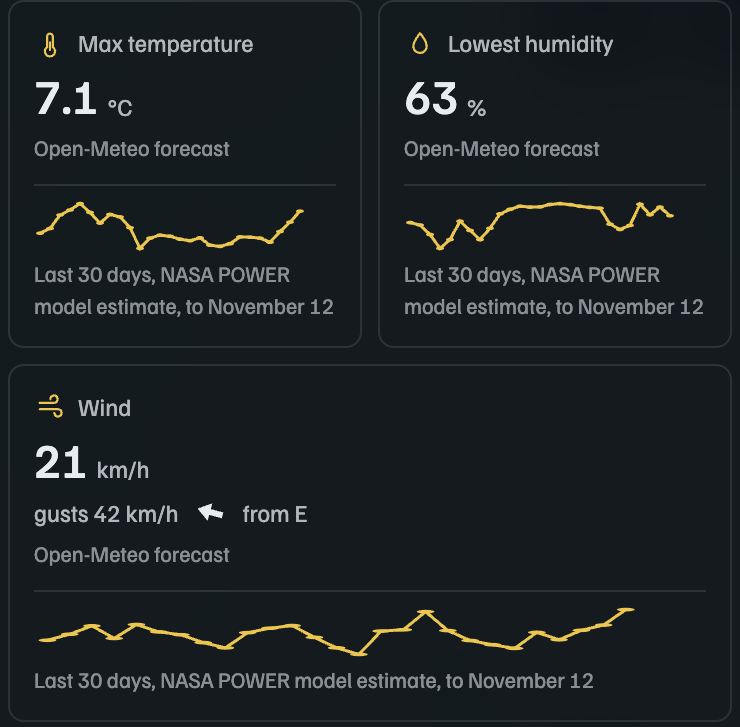 Max temperature
7.1 °C
Open-Meteo forecast
Last 30 days, NASA POWER
model estimate, to November 12
Lowest humidity
63 %
Open-Meteo forecast
Last 30 days, NASA POWER
model estimate, to November 12
Wind
21 km/h
gusts 42 km/h from E
Open-Meteo forecast
Last 30 days, NASA POWER model estimate, to November 12